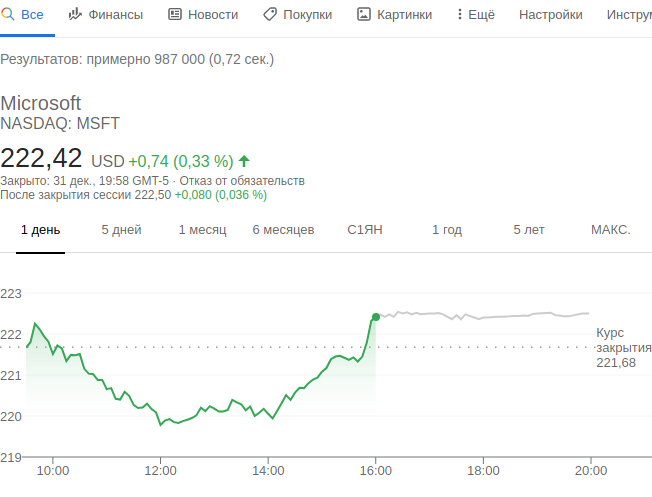 Все Финансы Новости Покупки Картинки Ещё Настройки Инструм
Результатов: примерно 987 000 (0,72 сек.)
Microsoft
NASDAQ: MSFT
222,42 USD +0,74 (0,33 %)
Закрыто: 31 дек., 19:58 GMT-5 · Отказ от обязательств
После закрытия сессии 222,50 +0,080 (0,036 %)
1 день 5 дней 1 месяц 6 месяцев С1ЯН 1 год 5 лет МАКС.
223
222
Курс
закрытия
221,68
221
220
219
10:00 12:00 14:00 16:00 18:00 20:00